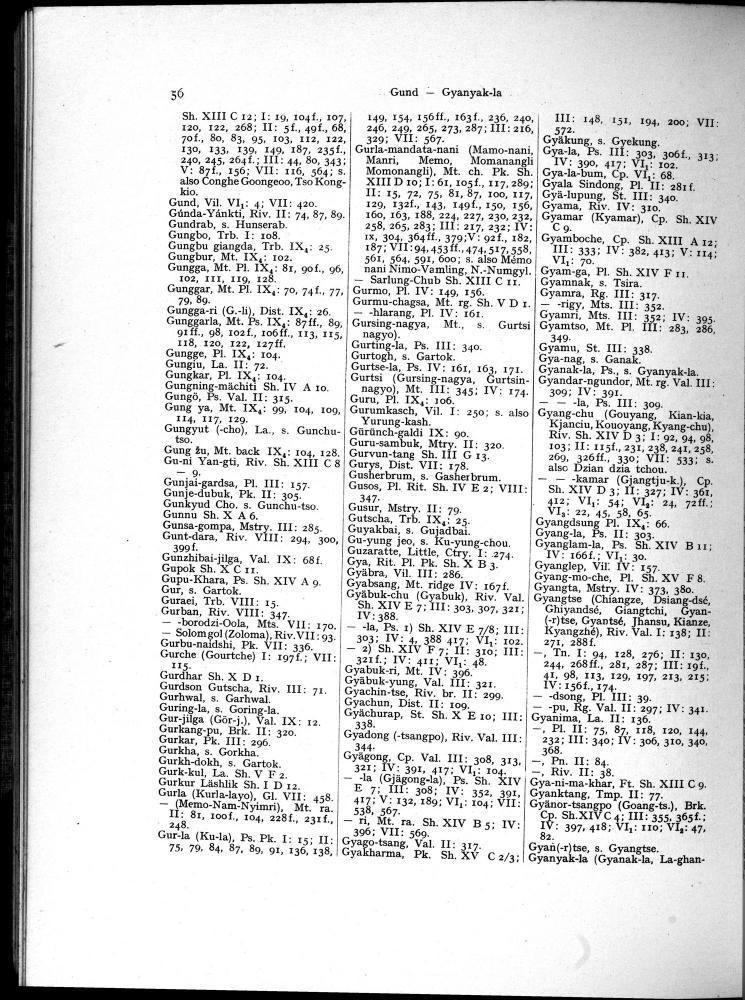 36
Gund — Gyanyak-la
Sh. XIII C 12; I: 19, 104f., 107,
120, 122, 268; II: 5f., 49f., 68,
70f., 80, 83, 95, 103, 112, 122,
130, 133, 139, 149, 187, 235f.,
240, 245, 264f.; III: 44, 80, 343;
V: 87f., 156; VII: 116, 564; s.
also Conghe Goongeoo, Tso Kong-
kio.
Gund, Vil. VI₁: 4; VII: 420.
Gúnda-Yánkti, Riv. II: 74, 87, 89.
Gundrab, s. Hunserab.
Gungbo, Trb. I: 108.
Gungbu giangda, Trb. IX₄: 25.
Gungbur, Mt. IX₄: 102.
Gungga, Mt. Pl. IX₄: 81, 90f., 96,
102, 111, 119, 128.
Gunggar, Mt. Pl. IX₄: 70, 74f., 77,
79, 89.
Gungga-ri (G.-li), Dist. IX₄: 26.
Gunggarla, Mt. Ps. IX₄: 87ff., 89,
91ff., 98, 102f., 106ff., 113, 115,
118, 120, 122, 127ff.
Gungge, Pl. IX₄: 104.
Gungiu, La. II: 72.
Gungkar, Pl. IX₄: 104.
Gungning-mächiti Sh. IV A 10.
Gungö, Ps. Val. II: 315.
Gung ya, Mt. IX₄: 99, 104, 109,
114, 117, 129.
Gungyut (-cho), La., s. Gunchu-
tso.
Gung žu, Mt. back IX₄: 104, 128.
Gu-ni Yan-gti, Riv. Sh. XIII C 8
— 9.
Gunjai-gardsa, Pl. III: 157.
Gunje-dubuk, Pk. II: 305.
Gunkyud Cho. s. Gunchu-tso.
Gunnu Sh. X A 6.
Gunsa-gompa, Mstry. III: 285.
Gunt-dara, Riv. VIII: 294, 300,
399f.
Gunzhibai-jilga, Val. IX: 68f.
Gupok Sh. X C 11.
Gupu-Khara, Ps. Sh. XIV A 9.
Gur, s. Gartok.
Guraei, Trb. VIII: 15.
Gurban, Riv. VIII: 347.
— -borodzi-Oola, Mts. VII: 170.
— Solomgol (Zoloma), Riv. VII: 93.
Gurbu-naidshi, Pk. VII: 336.
Gurche (Gourtche) I: 197f.; VII:
115.
Gurdhar Sh. X D 1.
Gurdson Gutscha, Riv. III: 71.
Gurhwal, s. Garhwal.
Guring-la, s. Goring-la.
Gur-jilga (Gör-j.), Val. IX: 12.
Gurkang-pu, Brk. II: 320.
Gurkar, Pk. III: 296.
Gurkha, s. Gorkha.
Gurkh-dokh, s. Gartok.
Gurk-kul, La. Sh. V F 2.
Gurkur Läshlik Sh. I D 12.
Gurla (Kurla-layo), Gl. VII: 458.
— (Memo-Nam-Nyimri), Mt. ra.
II: 81, 100f., 104, 228f., 231f.,
248.
Gur-la (Ku-la), Ps. Pk. I: 15; II:
75, 79, 84, 87, 89, 91, 136, 138,
149, 154, 156ff., 163f., 236, 240,
246, 249, 265, 273, 287; III: 216,
329; VII: 567.
Gurla-mandata-nani (Mamo-nani,
Manri, Memo, Momanangli
Momonangli), Mt. ch. Pk. Sh.
XIII D 10; I: 61, 105f., 117, 289;
II: 15, 72, 75, 81, 87, 100, 117,
129, 132f., 143, 149f., 150, 156,
160, 163, 188, 224, 227, 230, 232,
258, 265, 283; III: 217, 232; IV:
IX, 304, 364ff., 379; V: 92f., 182,
187; VII: 94, 453ff., 474, 517, 558,
561, 564, 591, 600; s. also Mémo
nani Nimo-Vamling, N.-Numgyl.
— Sarlung-Chub Sh. XIII C 11.
Gurmo, Pl. IV: 149, 156.
Gurmu-chagsa, Mt. rg. Sh. V D 1.
— -hlarang, Pl. IV: 161.
Gursing-nagya, Mt., s. Gurtsi
nagyo).
Gurting-la, Ps. III: 340.
Gurtogh, s. Gartok.
Gurtse-la, Ps. IV: 161, 163, 171.
Gurtsi (Gursing-nagya, Gurtsin-
nagyo), Mt. III: 345; IV: 174.
Guru, Pl. IX₄: 106.
Gurumkasch, Vil. I: 250; s. also
Yurung-kash.
Gürünch-galdi IX: 90.
Guru-sambuk, Mtry. II: 320.
Gurvun-tang Sh. III G 13.
Gurys, Dist. VII: 178.
Gusherbrum, s. Gasherbrum.
Gusos, Pl. Rit. Sh. IV E 2; VIII:
347.
Gusur, Mstry. II: 79.
Gutscha, Trb. IX₄: 25.
Guyakbai, s. Gujadbai.
Gu-yung jeo, s. Ku-yung-chou.
Guzaratte, Little, Ctry. I: 274.
Gya, Rit. Pl. Pk. Sh. X B 3.
Gyäbra, Vil. III: 286.
Gyabsang, Mt. ridge IV: 167f.
Gyäbuk-chu (Gyabuk), Riv. Val.
Sh. XIV E 7; III: 303, 307, 321;
IV: 388.
— -la, Ps. 1) Sh. XIV E 7/8; III:
303; IV: 4, 388 417; VI₁: 102.
— 2) Sh. XIV F 7; II: 310; III:
321f.; IV: 411; VI₁: 48.
Gyabuk-ri, Mt. IV: 396.
Gyäbuk-yung, Val. III: 321.
Gyachin-tse, Riv. br. II: 299.
Gyachun, Dist. II: 109.
Gyächurap, St. Sh. X E 10; III:
338.
Gyadong (-tsangpo), Riv. Val. III:
344.
Gyägong, Cp. Val. III: 308, 313,
321; IV: 391, 417; VI₁: 104.
— -la (Gjägong-la), Ps. Sh. XIV
E 7; III: 308; IV: 352, 391,
417; V: 132, 189; VI₁: 104; VII:
538, 567.
— ri, Mt. ra. Sh. XIV B 5; IV:
396; VII: 569.
Gyago-tsang, Val. II: 317.
Gyakharma, Pk. Sh. XV C 2/3;
III: 148, 151, 194, 200; VII:
572.
Gyäkung, s. Gyekung.
Gya-la, Ps. III: 303, 306f., 313;
IV: 390, 417; VI₁: 102.
Gya-la-bum, Cp. VI₁: 68.
Gyala Sindong, Pl. II: 281f.
Gyä-lupung, St. III: 340.
Gyama, Riv. IV: 310.
Gyamar (Kyamar), Cp. Sh. XIV
C 9.
Gyamboche, Cp. Sh. XIII A 12;
III: 333; IV: 382, 413; V: 114;
VI₁: 70.
Gyam-ga, Pl. Sh. XIV F 11.
Gyamnak, s. Tsira.
Gyamra, Rg. III: 317.
— -rigy, Mts. III: 352.
Gyamri, Mts. III: 352; IV: 395.
Gyamtso, Mt. Pl. III: 283, 286,
349.
Gyamu, St. III: 338.
Gya-nag, s. Ganak.
Gyanak-la, Ps., s. Gyanyak-la.
Gyandar-ngundor, Mt. rg. Val. III:
309; IV: 391.
— — -la, Ps. III: 309.
Gyang-chu (Gouyang, Kian-kia,
Kjanciu, Kouoyang, Kyang-chu),
Riv. Sh. XIV D 3; I: 92, 94, 98,
103; II: 115f., 231, 238, 241, 258,
269, 326ff., 330; VII: 533; s.
also Dzian dzia tchou.
— — -kamar (Gjangtju-k.), Cp.
Sh. XIV D 3; II: 327; IV: 361,
412; VI₁: 54; VI₂: 24, 72ff.;
VI₃: 22, 45, 58, 65.
Gyangdsung Pl. IX₄: 66.
Gyang-la, Ps. II: 303.
Gyanglam-la, Ps. Sh. XIV B 11;
IV: 166f.; VI₁: 30.
Gyanglep, Vil. IV: 157.
Gyang-mo-che, Pl. Sh. XV F 8.
Gyangta, Mstry. IV: 373, 380.
Gyangtse (Chiangze, Dsiang-dsé,
Ghiyandsé, Giangtchi, Gyan-
(-r)tse, Gyantsé, Jhansu, Kianze,
Kyangzhé), Riv. Val. I: 138; II:
271, 288f.
—, Tn. I: 94, 128, 276; II: 130,
244, 268ff., 281, 287; III: 19f.,
41, 98, 113, 129, 197, 213, 215;
IV: 156f., 174.
— -dsong, Pl. III: 39.
— -pu, Rg. Val. II: 297; IV: 341.
Gyanima, La. II: 136.
—, Pl. II: 75, 87, 118, 120, 144,
232; III: 340; IV: 306, 310, 340,
368.
—, Pn. II: 84.
—, Riv. II: 38.
Gya-ni-ma-khar, Ft. Sh. XIII C 9.
Gyanktang, Tmp. II: 77.
Gyänor-tsangpo (Goang-ts.), Brk.
Cp. Sh. XIV C 4; III: 355, 365f.;
IV: 397, 418; VI₁: 110; VI₂: 47,
82.
Gyan(-r)tse, s. Gyangtse.
Gyanyak-la (Gyanak-la, La-ghan-